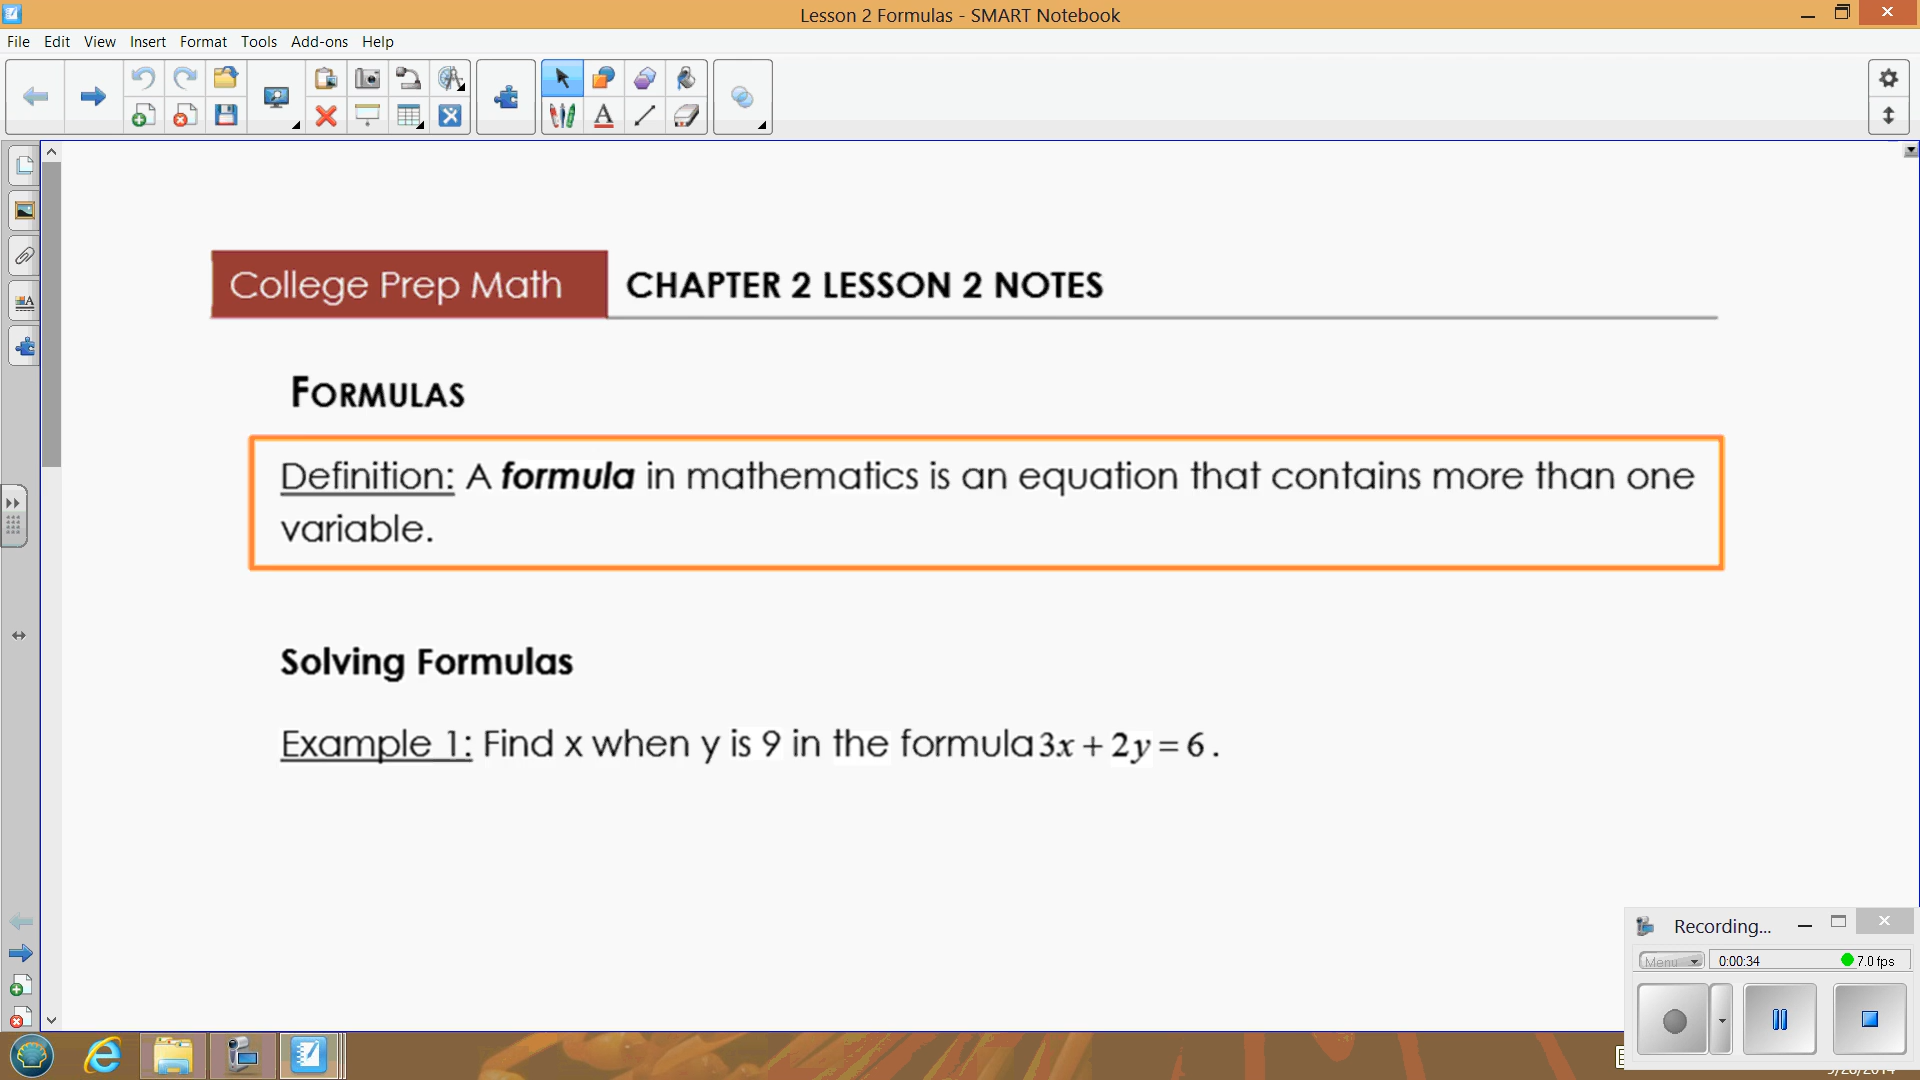 Lesson 2 Formulas - SMART Notebook
File Edit View Insert Format Tools Add-ons Help
College Prep Math CHAPTER 2 LESSON 2 NOTES
FORMULAS
Definition: A formula in mathematics is an equation that contains more than one
variable.
Solving Formulas
Example 1: Find x when y is 9 in the formula 3x + 2y = 6 .
Recording...
Menu 0:00:34 7.0 fps